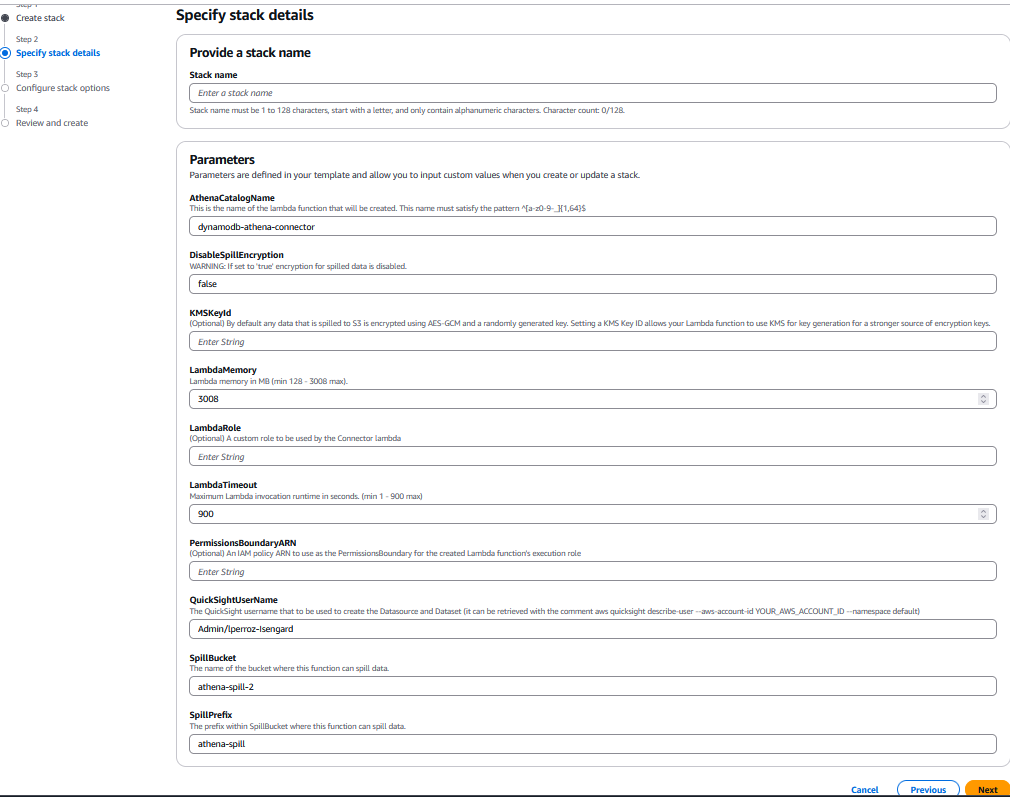 Create stack
Step 2
Specify stack details
Step 3
Configure stack options
Step 4
Review and create
Specify stack details
Provide a stack name
Stack name
Enter a stack name
Stack name must be 1 to 128 characters, start with a letter, and only contain alphanumeric characters. Character count: 0/128.
Parameters
Parameters are defined in your template and allow you to input custom values when you create or update a stack.
AthenaCatalogName
This is the name of the lambda function that will be created. This name must satisfy the pattern ^[a-z0-9-_]{1,64}$
dynamodb-athena-connector
DisableSpillEncryption
WARNING: If set to 'true' encryption for spilled data is disabled.
false
KMSKeyId
(Optional) By default any data that is spilled to S3 is encrypted using AES-GCM and a randomly generated key. Setting a KMS Key ID allows your Lambda function to use KMS for key generation for a stronger source of encryption keys.
Enter String
LambdaMemory
Lambda memory in MB (min 128 - 3008 max).
3008
LambdaRole
(Optional) A custom role to be used by the Connector lambda
Enter String
LambdaTimeout
Maximum Lambda invocation runtime in seconds. (min 1 - 900 max)
900
PermissionsBoundaryARN
(Optional) An IAM policy ARN to use as the PermissionsBoundary for the created Lambda function's execution role
Enter String
QuickSightUserName
The QuickSight username that to be used to create the Datasource and Dataset (it can be retrieved with the comment aws quicksight describe-user --aws-account-id YOUR_AWS_ACCOUNT_ID --namespace default)
Admin/lperroz-Isengard
SpillBucket
The name of the bucket where this function can spill data.
athena-spill-2
SpillPrefix
The prefix within SpillBucket where this function can spill data.
athena-spill
Cancel
Previous
Next